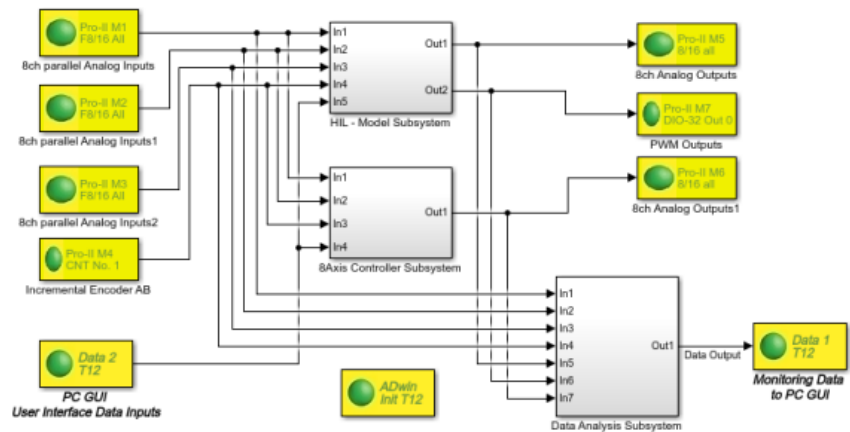 Pro-II M1
F8/16 All
8ch parallel Analog Inputs
Pro-II M2
F8/16 All
8ch parallel Analog Inputs1
Pro-II M3
F8/16 All
8ch parallel Analog Inputs2
Pro-II M4
CNT No. 1
Incremental Encoder AB
Data 2
T12
PC GUI
User Interface Data Inputs
In1
In2
In3
In4
In5
Out1
Out2
HIL - Model Subsystem
In1
In2
In3
In4
Out1
8Axis Controller Subsystem
ADwin
Init T12
Pro-II M5
8/16 all
8ch Analog Outputs
Pro-II M7
DIO-32 Out 0
PWM Outputs
Pro-II M6
8/16 all
8ch Analog Outputs1
In1
In2
In3
In4
In5
In6
In7
Out1
Data Analysis Subsystem
Data Output
Data 1
T12
Monitoring Data
to PC GUI